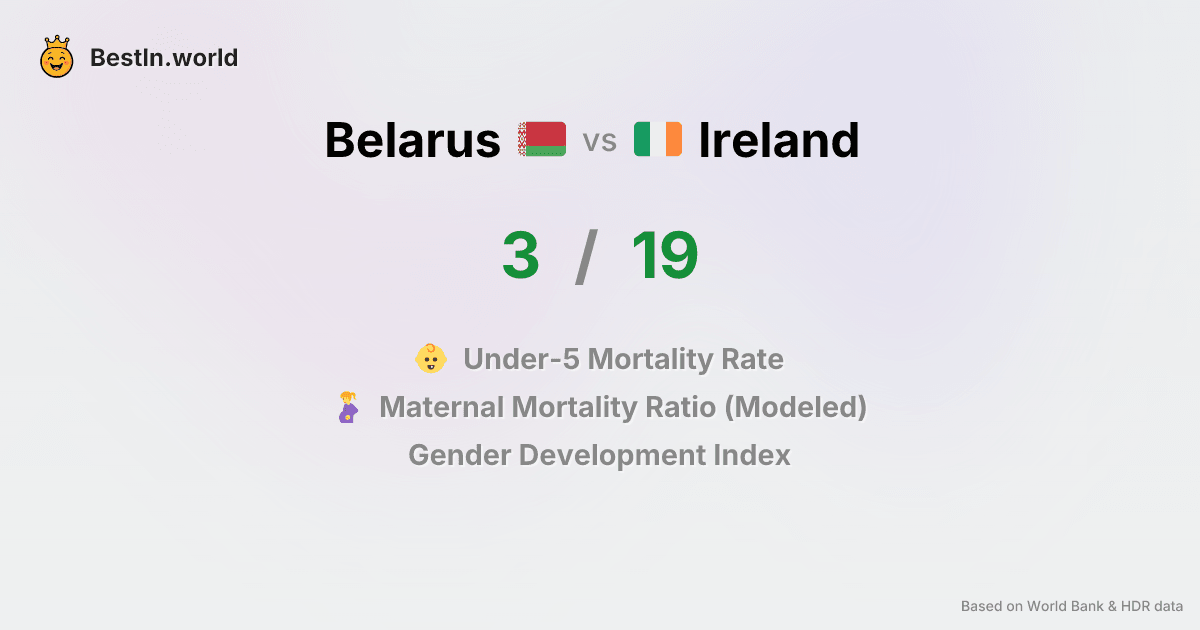 BestIn.world
Belarus vs Ireland
3 / 19
Under-5 Mortality Rate
Maternal Mortality Ratio (Modeled)
Gender Development Index
Based on World Bank & HDR data